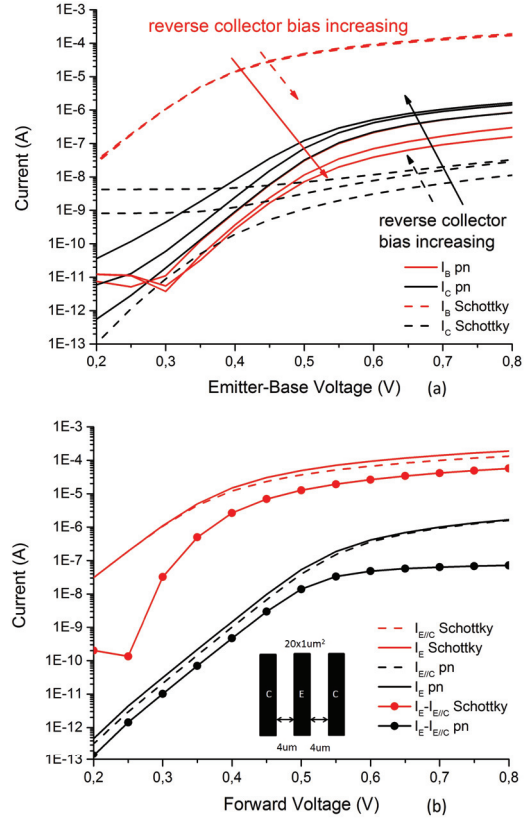 1E-3
1E-4
1E-5
1E-6
1E-7
1E-8
1E-9
1E-10
1E-11
1E-12
1E-13
Current (A)
reverse collector bias increasing
reverse collector
bias increasing
I_B pn
I_C pn
I_B Schottky
I_C Schottky
0,2 0,3 0,4 0,5 0,6 0,7 0,8
Emitter-Base Voltage (V) (a)
1E-3
1E-4
1E-5
1E-6
1E-7
1E-8
1E-9
1E-10
1E-11
1E-12
1E-13
Current (A)
20x1um²
C E C
4um 4um
I_E//C Schottky
I_E Schottky
I_E//C pn
I_E pn
I_E-I_E//C Schottky
I_E-I_E//C pn
0,2 0,3 0,4 0,5 0,6 0,7 0,8
Forward Voltage (V) (b)